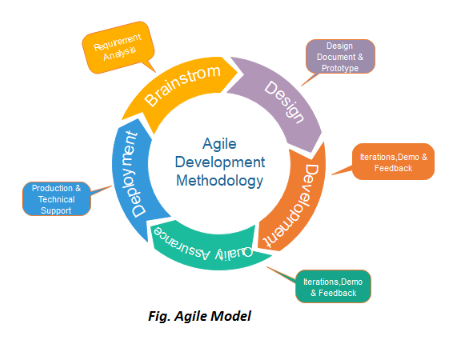 Requirement
Analysis
Brainstrom
Design
Design
Document &
Prototype
Agile
Development
Methodology
Iterations,Demo
& Feedback
Development
Deployment
Production &
Technical
Support
Quality Assurance
Iterations,Demo
& Feedback
Fig. Agile Model